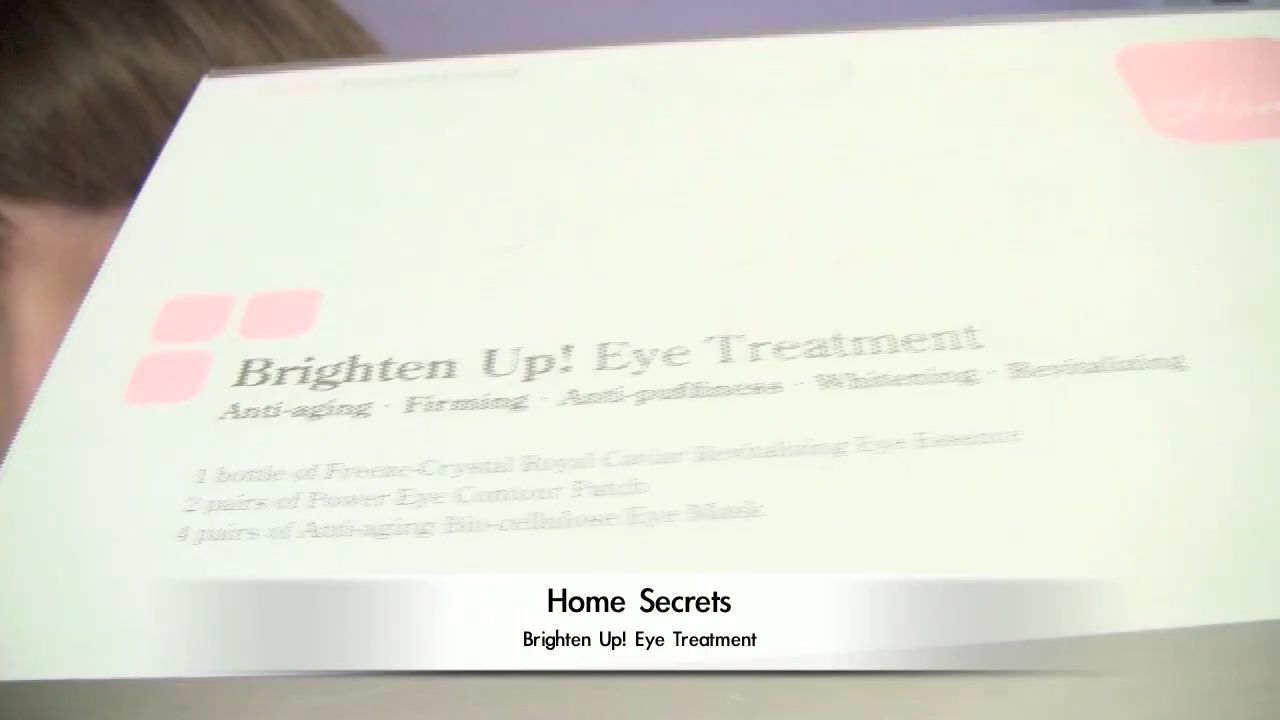 Brighten Up! Eye Treatment
Anti-aging · Firming · Anti-puffiness · Whitening · Revitalizing
1 bottle of Freeze-Crystal Royal Caviar Revitalizing Eye Essence
2 pairs of Power Eye Contour Patch
4 pairs of Anti-aging Bio-cellulose Eye Mask
Home Secrets
Brighten Up! Eye Treatment